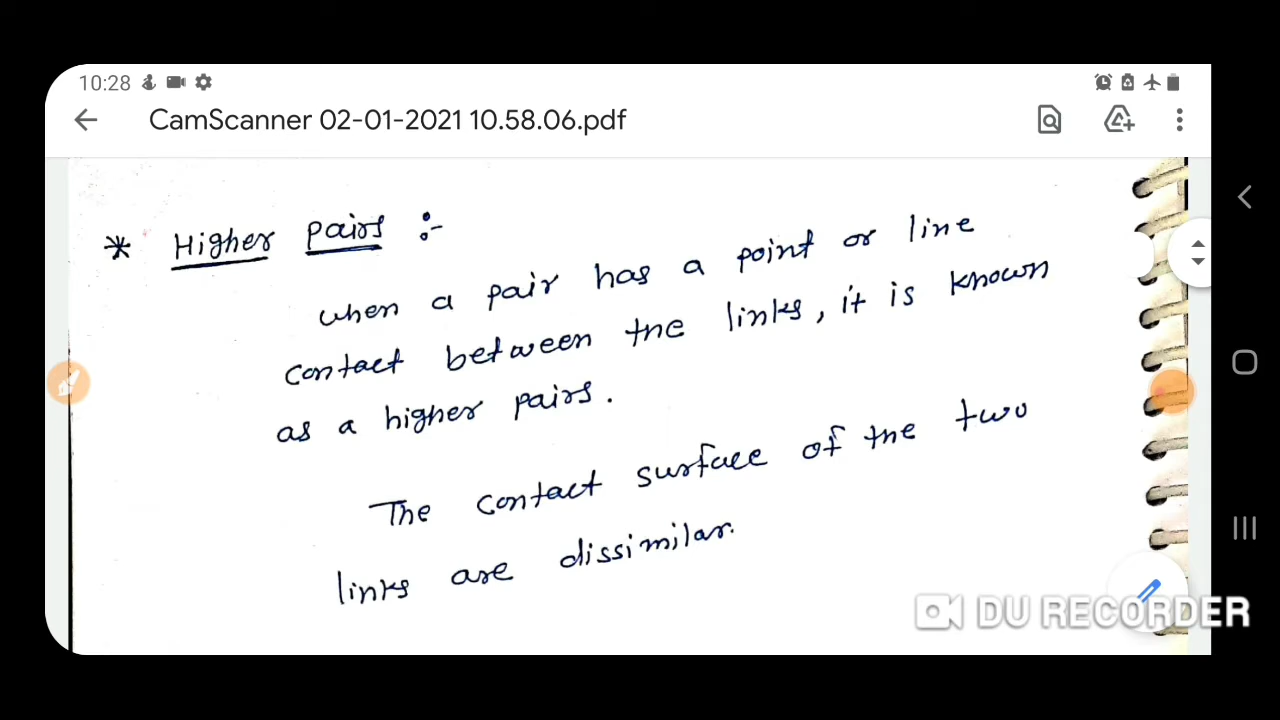 10:28
CamScanner 02-01-2021 10.58.06.pdf
* Higher pairs :-
when a pair has a point or line
contact between the links, it is known
as a higher pairs.
The contact surface of the two
links are dissimilar.
DU RECORDER